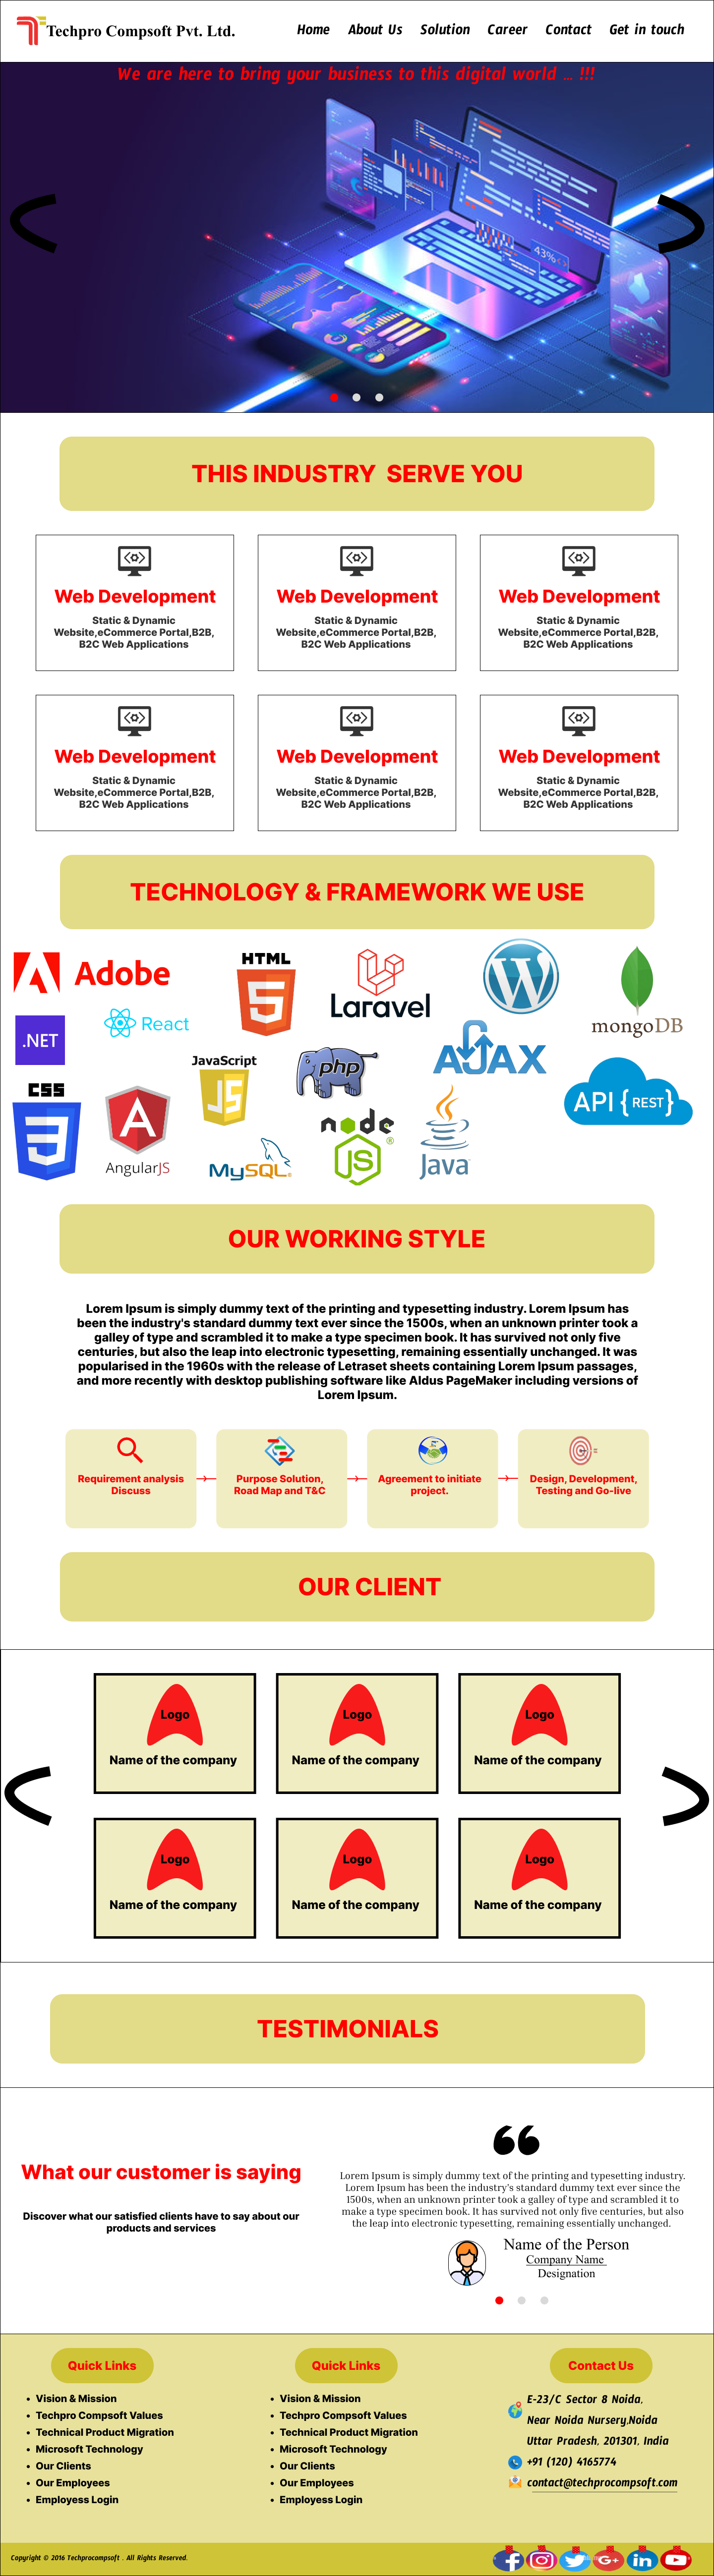 Techpro Compsoft Pvt. Ltd.
Home About Us Solution Career Contact Get in touch
We are here to bring your business to this digital world ... !!!
43%
THIS INDUSTRY SERVE YOU
Web Development
Static & Dynamic
Website,eCommerce Portal,B2B,
B2C Web Applications
Web Development
Static & Dynamic
Website,eCommerce Portal,B2B,
B2C Web Applications
Web Development
Static & Dynamic
Website,eCommerce Portal,B2B,
B2C Web Applications
Web Development
Static & Dynamic
Website,eCommerce Portal,B2B,
B2C Web Applications
Web Development
Static & Dynamic
Website,eCommerce Portal,B2B,
B2C Web Applications
Web Development
Static & Dynamic
Website,eCommerce Portal,B2B,
B2C Web Applications
TECHNOLOGY & FRAMEWORK WE USE
Adobe
HTML
5
Laravel
W
mongoDB
.NET
React
JavaScript
JS
php
AJAX
API {REST}
CSS
3
A
AngularJS
MySQL®
node
JS
®
Java
OUR WORKING STYLE
Lorem Ipsum is simply dummy text of the printing and typesetting industry. Lorem Ipsum has
been the industry's standard dummy text ever since the 1500s, when an unknown printer took a
galley of type and scrambled it to make a type specimen book. It has survived not only five
centuries, but also the leap into electronic typesetting, remaining essentially unchanged. It was
popularised in the 1960s with the release of Letraset sheets containing Lorem Ipsum passages,
and more recently with desktop publishing software like Aldus PageMaker including versions of
Lorem Ipsum.
Requirement analysis
Discuss
Purpose Solution,
Road Map and T&C
Agreement to initiate
project.
Design, Development,
Testing and Go-live
OUR CLIENT
Logo
Name of the company
Logo
Name of the company
Logo
Name of the company
Logo
Name of the company
Logo
Name of the company
Logo
Name of the company
TESTIMONIALS
What our customer is saying
Discover what our satisfied clients have to say about our
products and services
Lorem Ipsum is simply dummy text of the printing and typesetting industry.
Lorem Ipsum has been the industry's standard dummy text ever since the
1500s, when an unknown printer took a galley of type and scrambled it to
make a type specimen book. It has survived not only five centuries, but also
the leap into electronic typesetting, remaining essentially unchanged.
Name of the Person
Company Name
Designation
Quick Links
Vision & Mission
Techpro Compsoft Values
Technical Product Migration
Microsoft Technology
Our Clients
Our Employees
Employess Login
Quick Links
Vision & Mission
Techpro Compsoft Values
Technical Product Migration
Microsoft Technology
Our Clients
Our Employees
Employess Login
Contact Us
E-23/C Sector 8 Noida,
Near Noida Nursery,Noida
Uttar Pradesh, 201301, India
+91 (120) 4165774
contact@techprocompsoft.com
Copyright © 2016 Techprocompsoft . All Rights Reserved.
f
G+
in